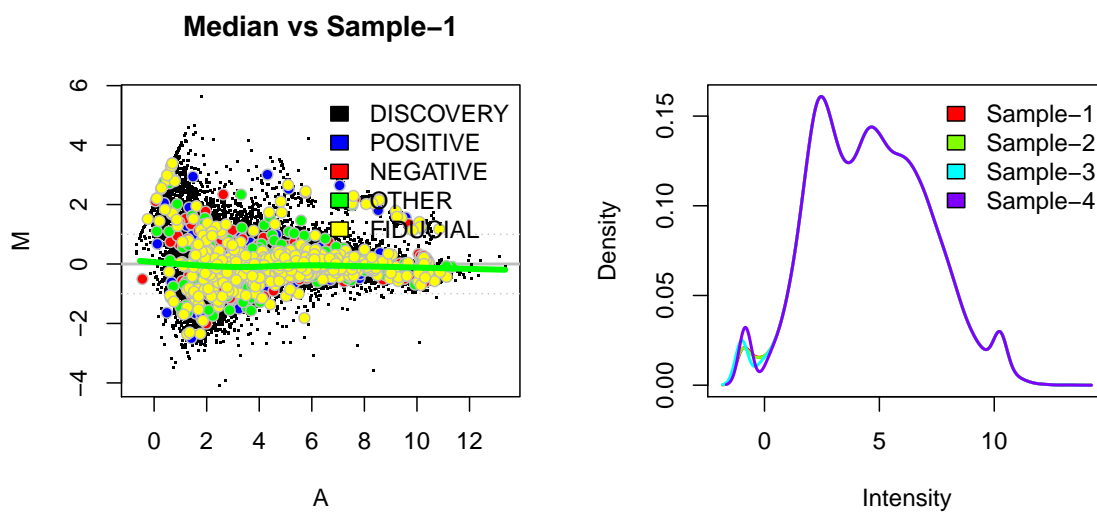 Median vs Sample−1
6
4
2
0
−2
−4
M
0 2 4 6 8 10 12
A
DISCOVERY
POSITIVE
NEGATIVE
OTHER
FIDUCIAL
0.15
0.10
0.05
0.00
Density
0 5 10
Intensity
Sample−1
Sample−2
Sample−3
Sample−4